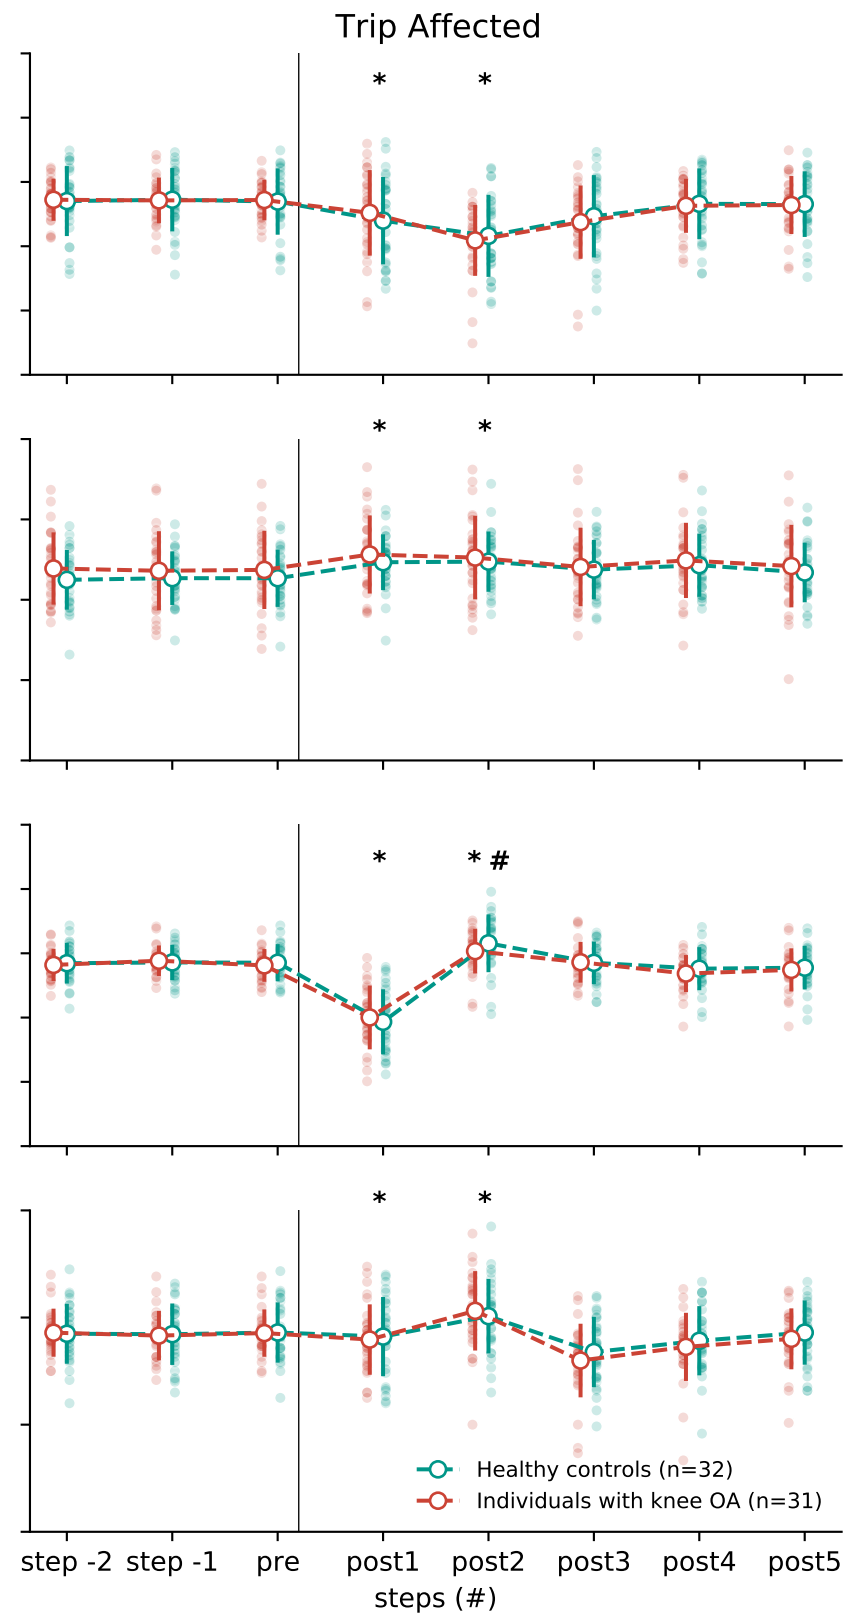 Trip Affected
* *
* *
* * #
* *
Healthy controls (n=32)
Individuals with knee OA (n=31)
step -2 step -1 pre post1 post2 post3 post4 post5
steps (#)